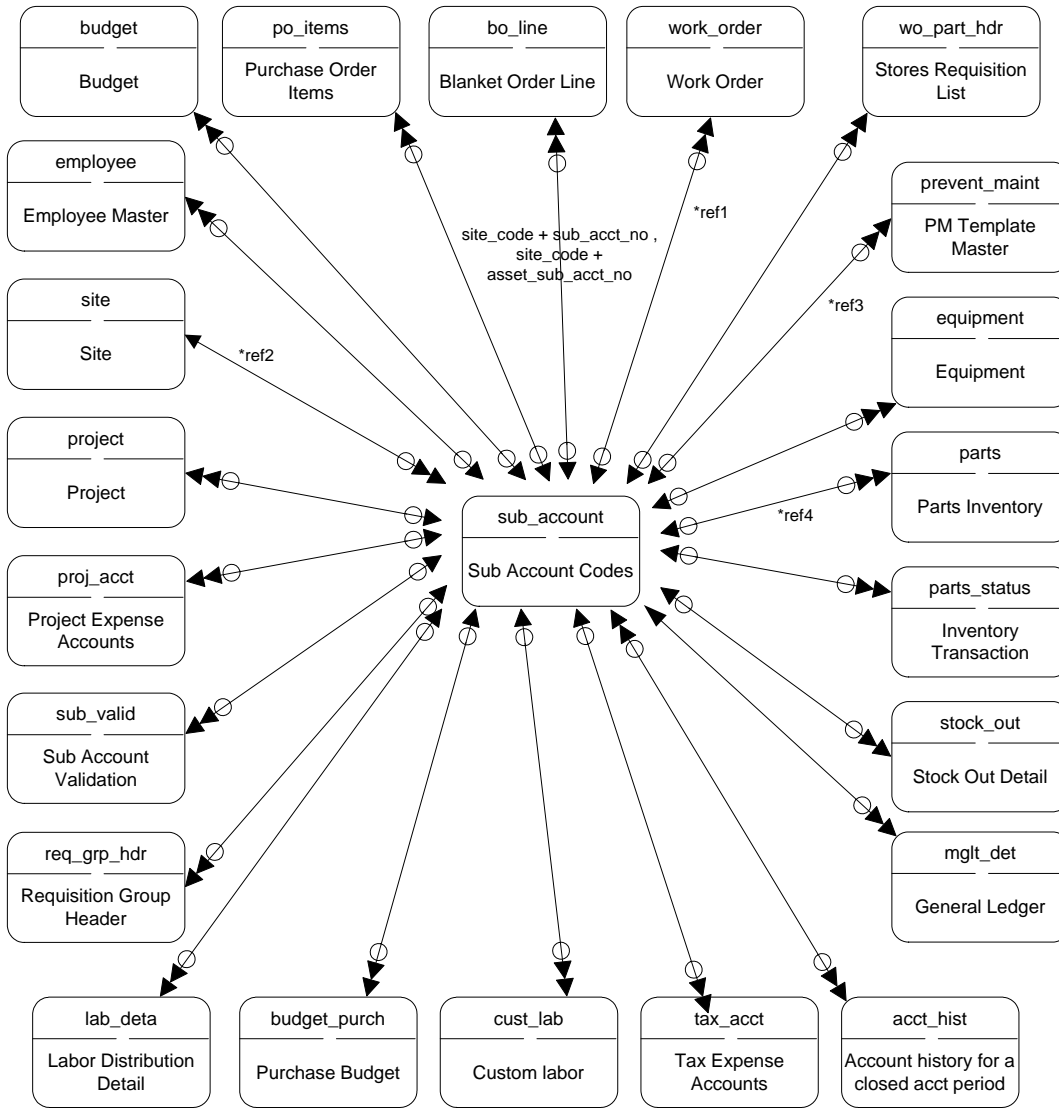 budget
Budget
po_items
Purchase Order
Items
bo_line
Blanket Order Line
work_order
Work Order
wo_part_hdr
Stores Requisition
List
employee
Employee Master
prevent_maint
PM Template
Master
*ref1
site_code + sub_acct_no ,
site_code +
asset_sub_acct_no
site
Site
*ref2
*ref3
equipment
Equipment
project
Project
parts
Parts Inventory
*ref4
sub_account
Sub Account Codes
proj_acct
Project Expense
Accounts
parts_status
Inventory
Transaction
sub_valid
Sub Account
Validation
stock_out
Stock Out Detail
req_grp_hdr
Requisition Group
Header
mglt_det
General Ledger
lab_deta
Labor Distribution
Detail
budget_purch
Purchase Budget
cust_lab
Custom labor
tax_acct
Tax Expense
Accounts
acct_hist
Account history for a
closed acct period